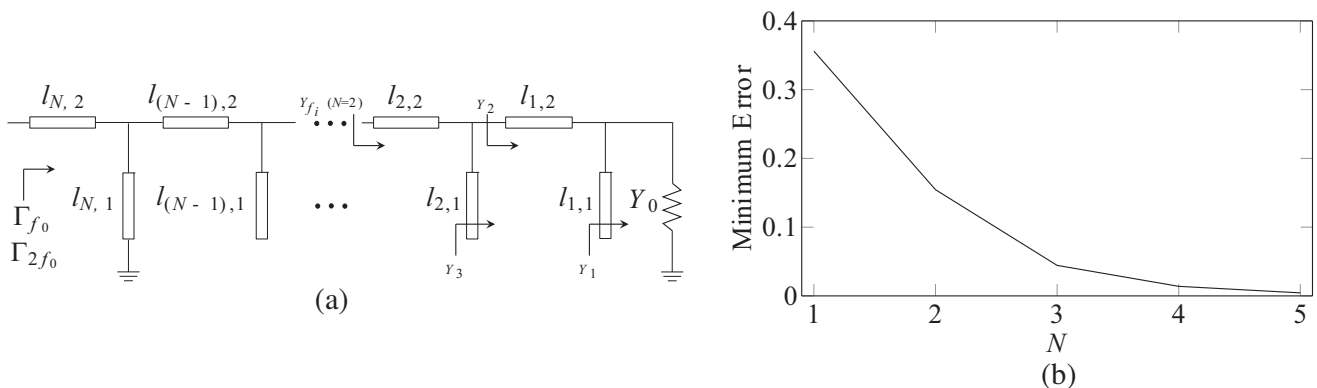 l_{N, 2} l_{(N - 1), 2} Y_{f_i (N=2)} l_{2, 2} Y_2 l_{1, 2}
l_{N, 1} l_{(N - 1), 1} l_{2, 1} l_{1, 1} Y_0
Γ_{f_0}
Γ_{2f_0}
Y_3 Y_1
(a)
Minimum Error
0.4
0.3
0.2
0.1
0
1 2 3 4 5
N
(b)